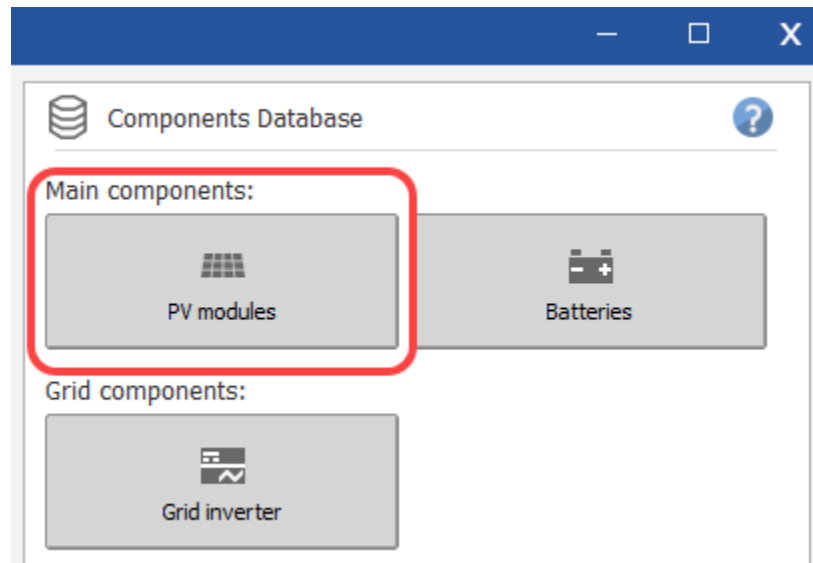 Components Database
?
Main components:
PV modules
Batteries
Grid components:
Grid inverter